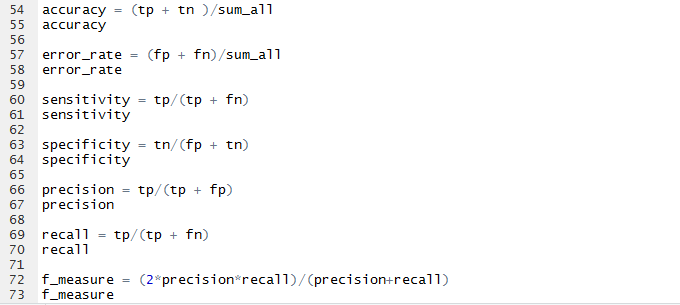 54 accuracy = (tp + tn )/sum_all
55 accuracy
56
57 error_rate = (fp + fn)/sum_all
58 error_rate
59
60 sensitivity = tp/(tp + fn)
61 sensitivity
62
63 specificity = tn/(fp + tn)
64 specificity
65
66 precision = tp/(tp + fp)
67 precision
68
69 recall = tp/(tp + fn)
70 recall
71
72 f_measure = (2*precision*recall)/(precision+recall)
73 f_measure